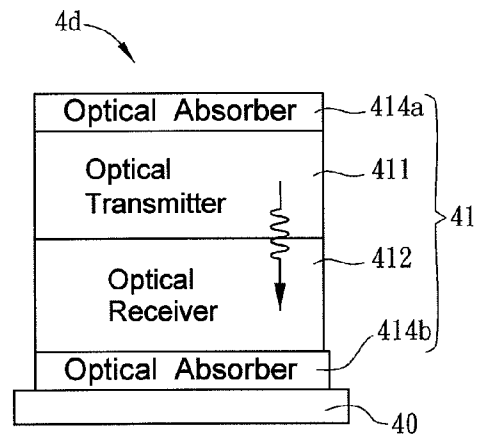 4d
Optical Absorber
414a
Optical
Transmitter
411
41
Optical
Receiver
412
414b
Optical Absorber
40